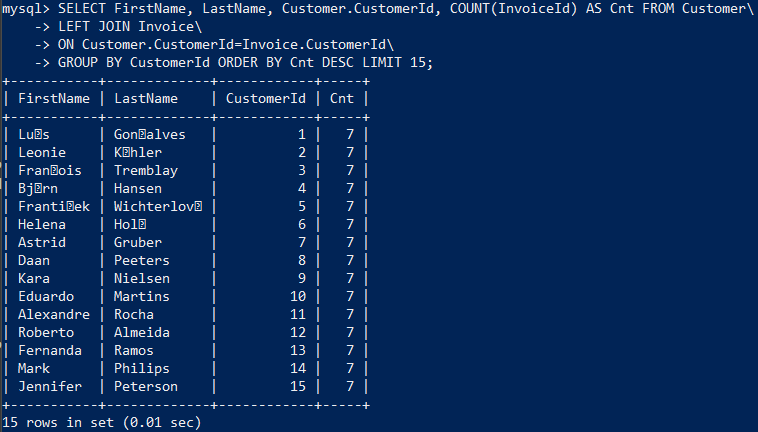 mysql> SELECT FirstName, LastName, Customer.CustomerId, COUNT(InvoiceId) AS Cnt FROM Customer\
    -> LEFT JOIN Invoice\
    -> ON Customer.CustomerId=Invoice.CustomerId\
    -> GROUP BY CustomerId ORDER BY Cnt DESC LIMIT 15;
+-----------+-------------+------------+-----+
| FirstName | LastName    | CustomerId | Cnt |
+-----------+-------------+------------+-----+
| Lu�s      | Gon�alves   |          1 |   7 |
| Leonie    | K�hler      |          2 |   7 |
| Fran�ois  | Tremblay    |          3 |   7 |
| Bj�rn     | Hansen      |          4 |   7 |
| Franti�ek | Wichterlov� |          5 |   7 |
| Helena    | Hol�        |          6 |   7 |
| Astrid    | Gruber      |          7 |   7 |
| Daan      | Peeters     |          8 |   7 |
| Kara      | Nielsen     |          9 |   7 |
| Eduardo   | Martins     |         10 |   7 |
| Alexandre | Rocha       |         11 |   7 |
| Roberto   | Almeida     |         12 |   7 |
| Fernanda  | Ramos       |         13 |   7 |
| Mark      | Philips     |         14 |   7 |
| Jennifer  | Peterson    |         15 |   7 |
+-----------+-------------+------------+-----+
15 rows in set (0.01 sec)